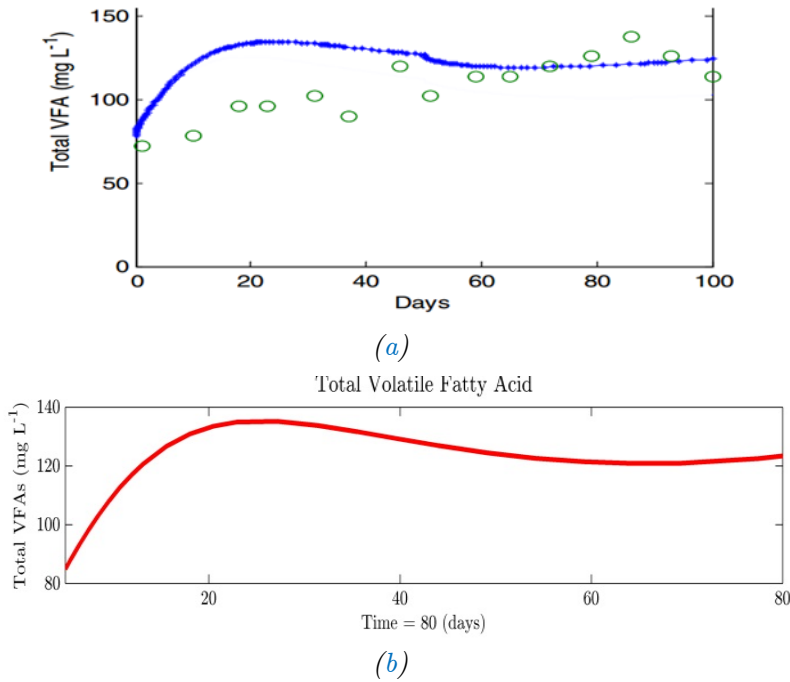 150
100
50
0
Total VFA (mg L-1)
0 20 40 60 80 100
Days
(a)
Total Volatile Fatty Acid
140
120
100
80
Total VFAs (mg L-1)
20 40 60 80
Time = 80 (days)
(b)